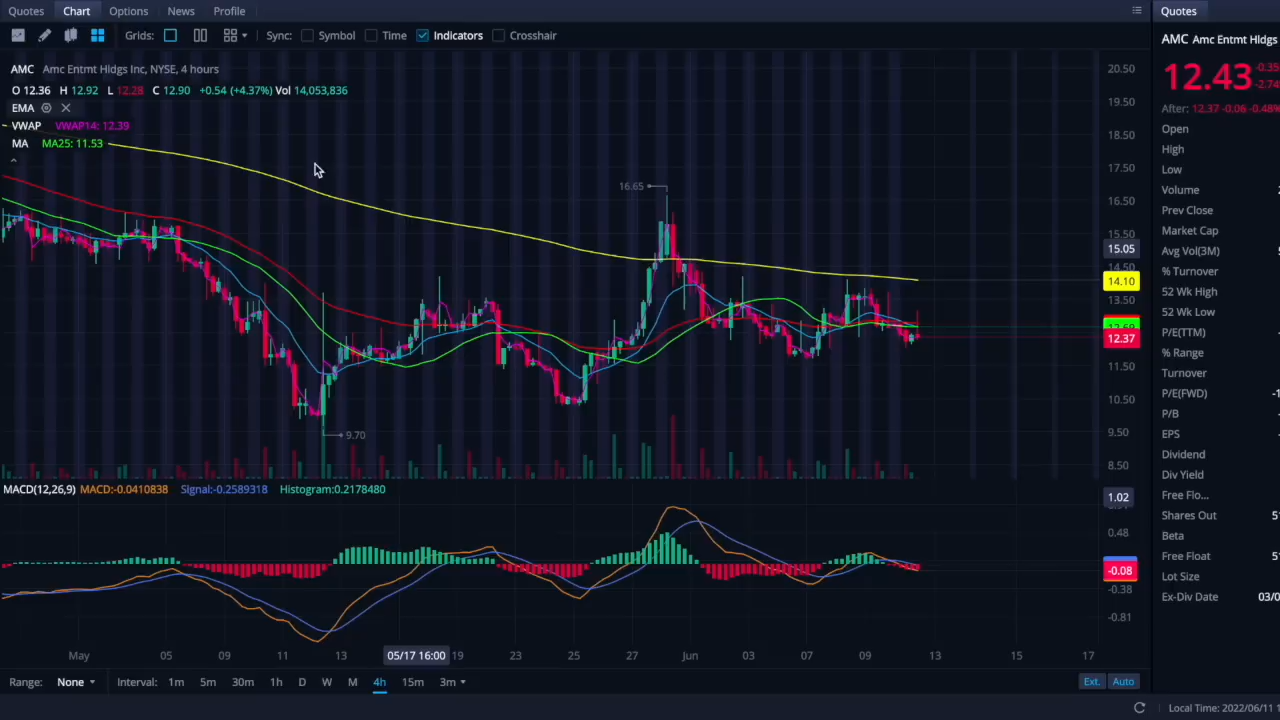 Quotes Chart Options News Profile Quotes
Grids: Sync: Symbol Time Indicators Crosshair
AMC Amc Entmt Hldgs
AMC Amc Entmt Hldgs Inc, NYSE, 4 hours
O 12.36 H 12.92 L 12.28 C 12.90 +0.54 (+4.37%) Vol 14,053,836
EMA
VWAP VWAP14: 12.39
MA MA25: 11.53
16.65
9.70
20.50
19.50
18.50
17.50
16.50
15.50
15.05
14.50
14.10
13.50
12.37
11.50
10.50
9.50
8.50
MACD(12,26,9) MACD:-0.0410838 Signal:-0.2589318 Histogram:0.2178480
1.02
0.48
-0.08
-0.38
-0.81
May 05 09 11 13 05/17 16:00 19 23 25 27 Jun 03 07 09 13 15 17
Range: None Interval: 1m 5m 30m 1h D W M 4h 15m 3m Ext. Auto
12.43 -0.35
-2.74
After: 12.37 -0.06 -0.48%
Open
High
Low
Volume
Prev Close
Market Cap
Avg Vol(3M)
% Turnover
52 Wk High
52 Wk Low
P/E(TTM)
% Range
Turnover
P/E(FWD) -1
P/B
EPS
Dividend
Div Yield
Free Flo...
Shares Out 51
Beta
Free Float 51
Lot Size
Ex-Div Date 03/0
Local Time: 2022/06/11 1